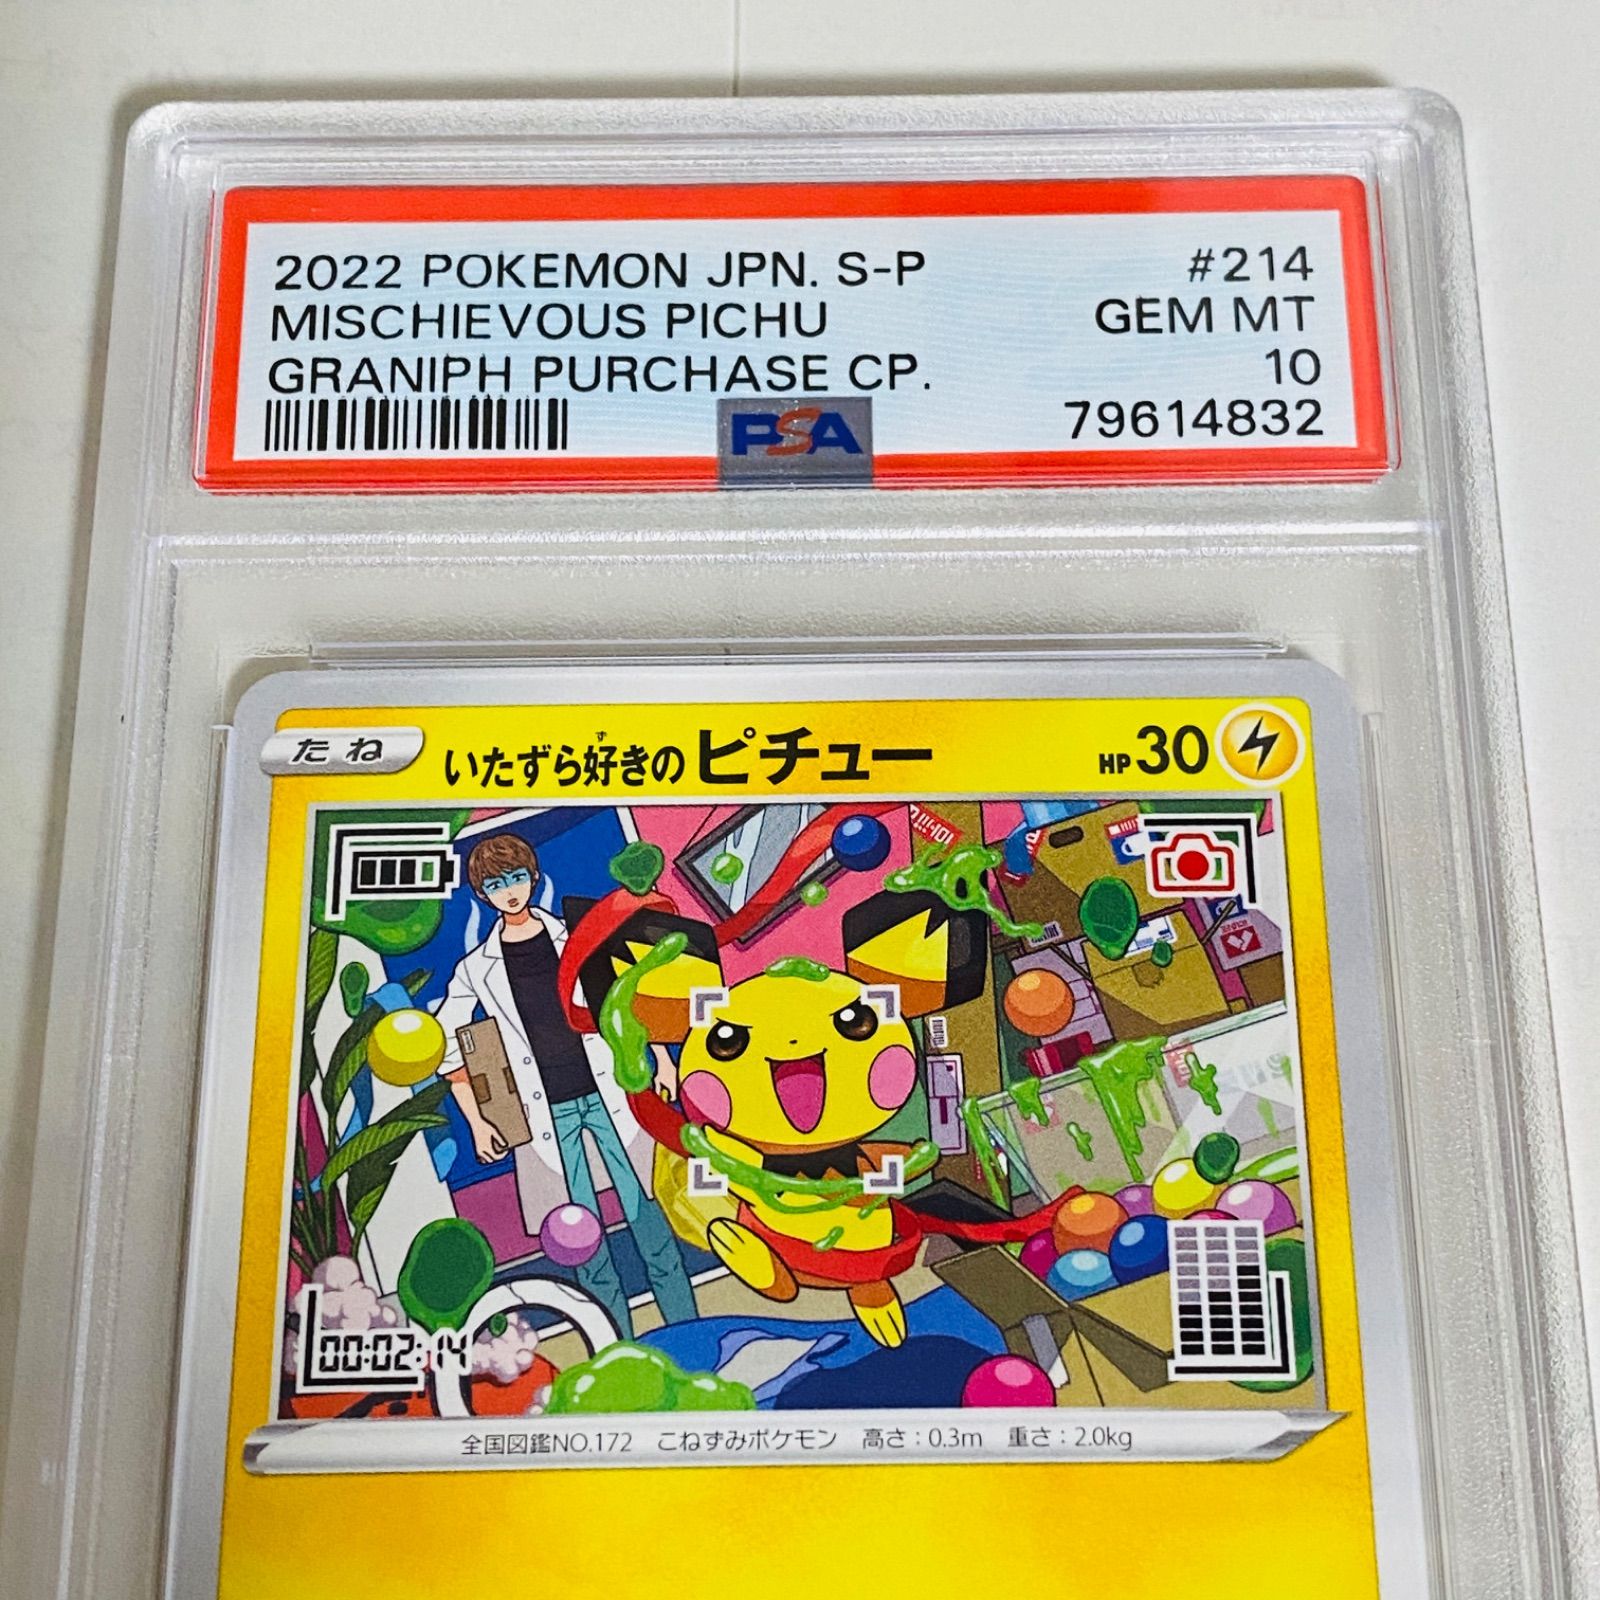 2022 POKEMON JPN. S-P #214
MISCHIEVOUS PICHU GEM MT
GRANIPH PURCHASE CP. 10
PSA 79614832
たね いたずら好きのピチュー HP30
ず
00:02:14
全国図鑑NO.172 こねずみポケモン 高さ:0.3m 重さ:2.0kg